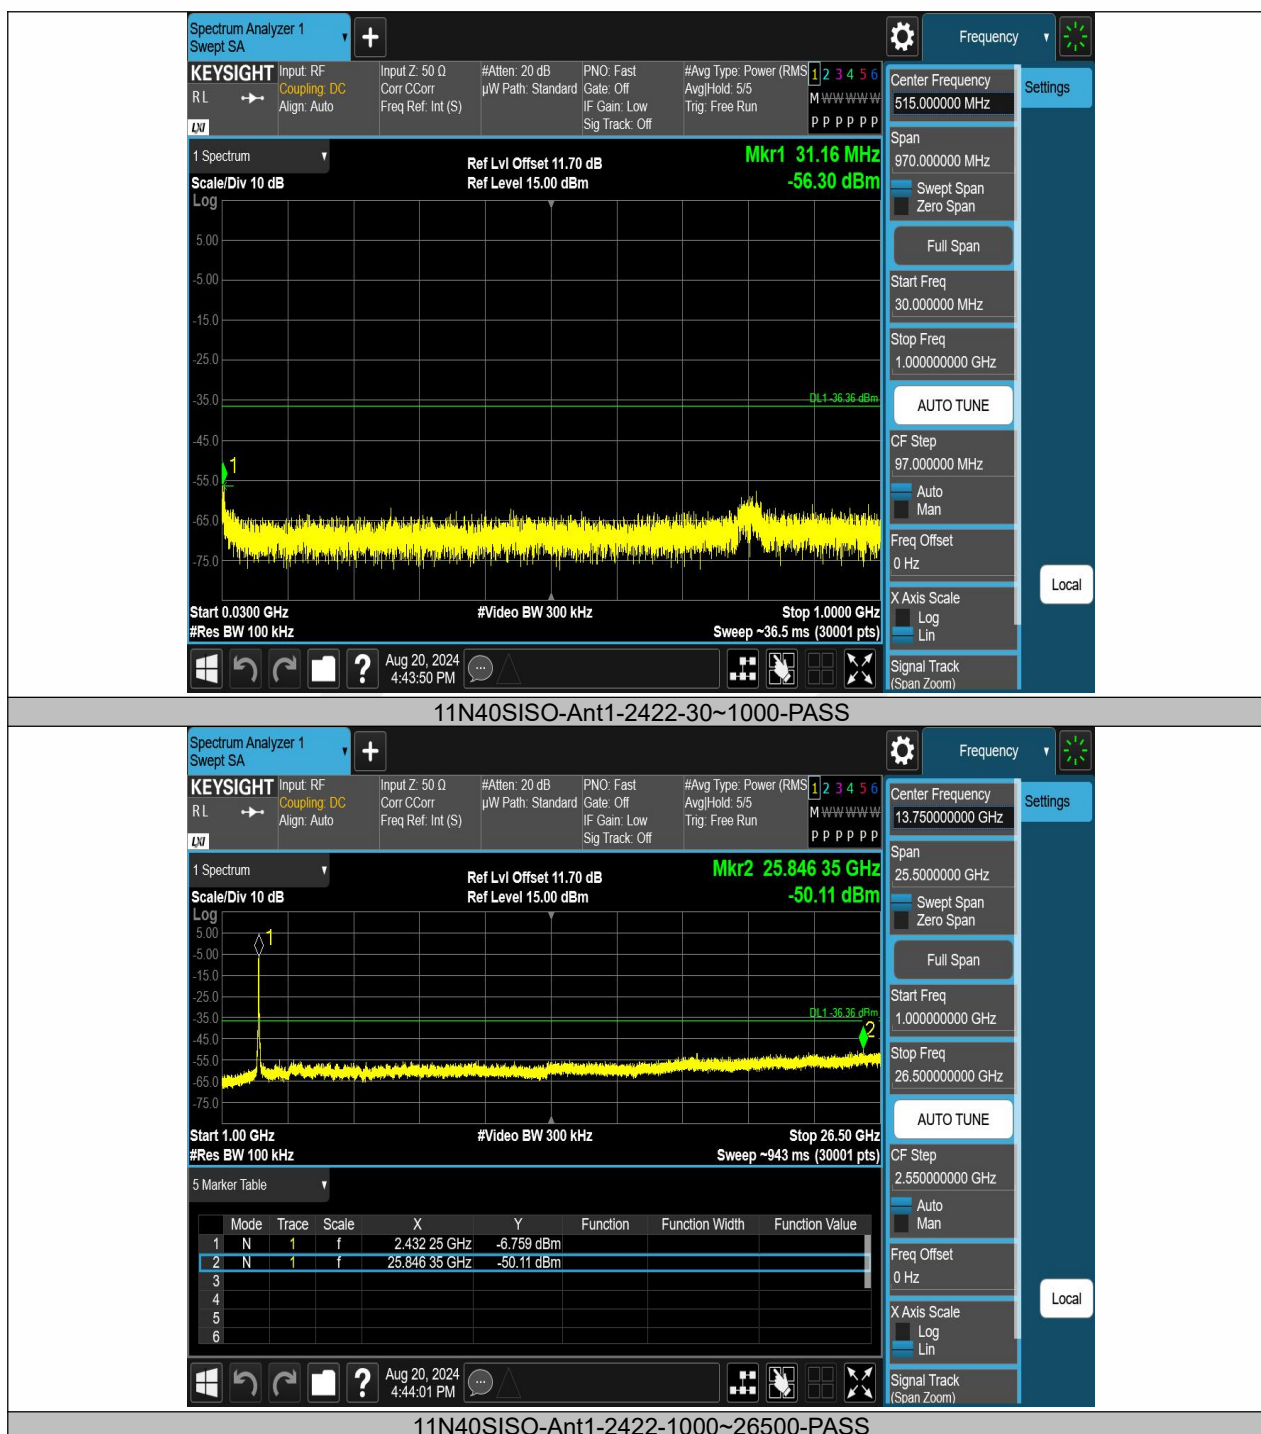 Spectrum Analyzer 1
Swept SA
+
Frequency
KEYSIGHT
RL
LXI
Input: RF
Coupling: DC
Align: Auto
Input Z: 50 Ω
Corr CCorr
Freq Ref: Int (S)
#Atten: 20 dB
µW Path: Standard
PNO: Fast
Gate: Off
IF Gain: Low
Sig Track: Off
#Avg Type: Power (RMS
Avg|Hold: 5/5
Trig: Free Run
1 2 3 4 5 6
M W W W W W
P P P P P P
Center Frequency
515.000000 MHz
Settings
Span
970.000000 MHz
Swept Span
Zero Span
Full Span
Start Freq
30.000000 MHz
Stop Freq
1.000000000 GHz
AUTO TUNE
CF Step
97.000000 MHz
Auto
Man
Freq Offset
0 Hz
X Axis Scale
Log
Lin
Signal Track
(Span Zoom)
Local
1 Spectrum
Scale/Div 10 dB
Log
Ref Lvl Offset 11.70 dB
Ref Level 15.00 dBm
Mkr1 31.16 MHz
-56.30 dBm
5.00
-5.00
-15.0
-25.0
-35.0
DL1 -36.36 dBm
-45.0
1
-55.0
-65.0
-75.0
Start 0.0300 GHz
#Video BW 300 kHz
Stop 1.0000 GHz
#Res BW 100 kHz
Sweep ~36.5 ms (30001 pts)
?
Aug 20, 2024
4:43:50 PM
11N40SISO-Ant1-2422-30~1000-PASS
Spectrum Analyzer 1
Swept SA
+
Frequency
KEYSIGHT
RL
LXI
Input: RF
Coupling: DC
Align: Auto
Input Z: 50 Ω
Corr CCorr
Freq Ref: Int (S)
#Atten: 20 dB
µW Path: Standard
PNO: Fast
Gate: Off
IF Gain: Low
Sig Track: Off
#Avg Type: Power (RMS
Avg|Hold: 5/5
Trig: Free Run
1 2 3 4 5 6
M W W W W W
P P P P P P
Center Frequency
13.750000000 GHz
Settings
Span
25.5000000 GHz
Swept Span
Zero Span
Full Span
Start Freq
1.000000000 GHz
Stop Freq
26.500000000 GHz
AUTO TUNE
CF Step
2.550000000 GHz
Auto
Man
Freq Offset
0 Hz
X Axis Scale
Log
Lin
Signal Track
(Span Zoom)
Local
1 Spectrum
Scale/Div 10 dB
Log
Ref Lvl Offset 11.70 dB
Ref Level 15.00 dBm
Mkr2 25.846 35 GHz
-50.11 dBm
5.00
1
-5.00
-15.0
-25.0
-35.0
DL1 -36.36 dBm
2
-45.0
-55.0
-65.0
-75.0
Start 1.00 GHz
#Video BW 300 kHz
Stop 26.50 GHz
#Res BW 100 kHz
Sweep ~943 ms (30001 pts)
5 Marker Table
Mode Trace Scale X Y Function Function Width Function Value
1 N 1 f 2.432 25 GHz -6.759 dBm
2 N 1 f 25.846 35 GHz -50.11 dBm
3
4
5
6
?
Aug 20, 2024
4:44:01 PM
11N40SISO-Ant1-2422-1000~26500-PASS